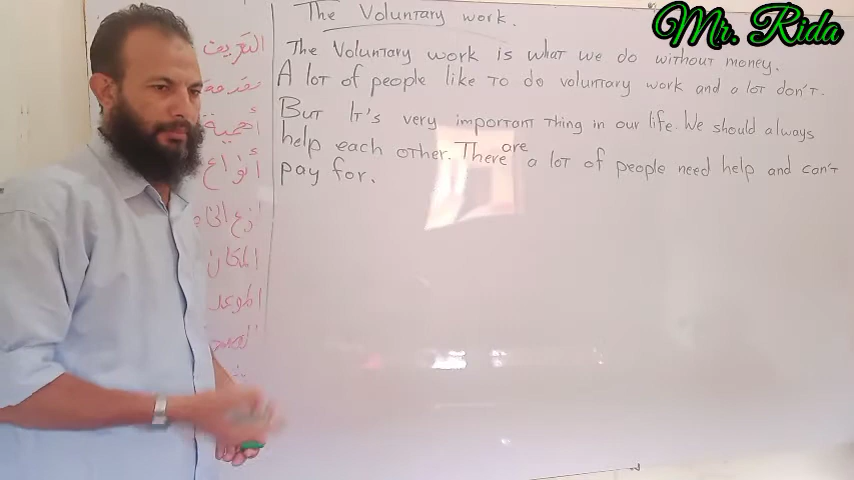 Mr. Rida
The Voluntary work.
The Voluntary work is what we do without money.
A lot of people like to do voluntary work and a lot don't.
But It's very important thing in our life. We should always
help each other. There are a lot of people need help and can't
pay for.
التعريف
مقدمة
أهمية
أنواع
المكان
الموعد